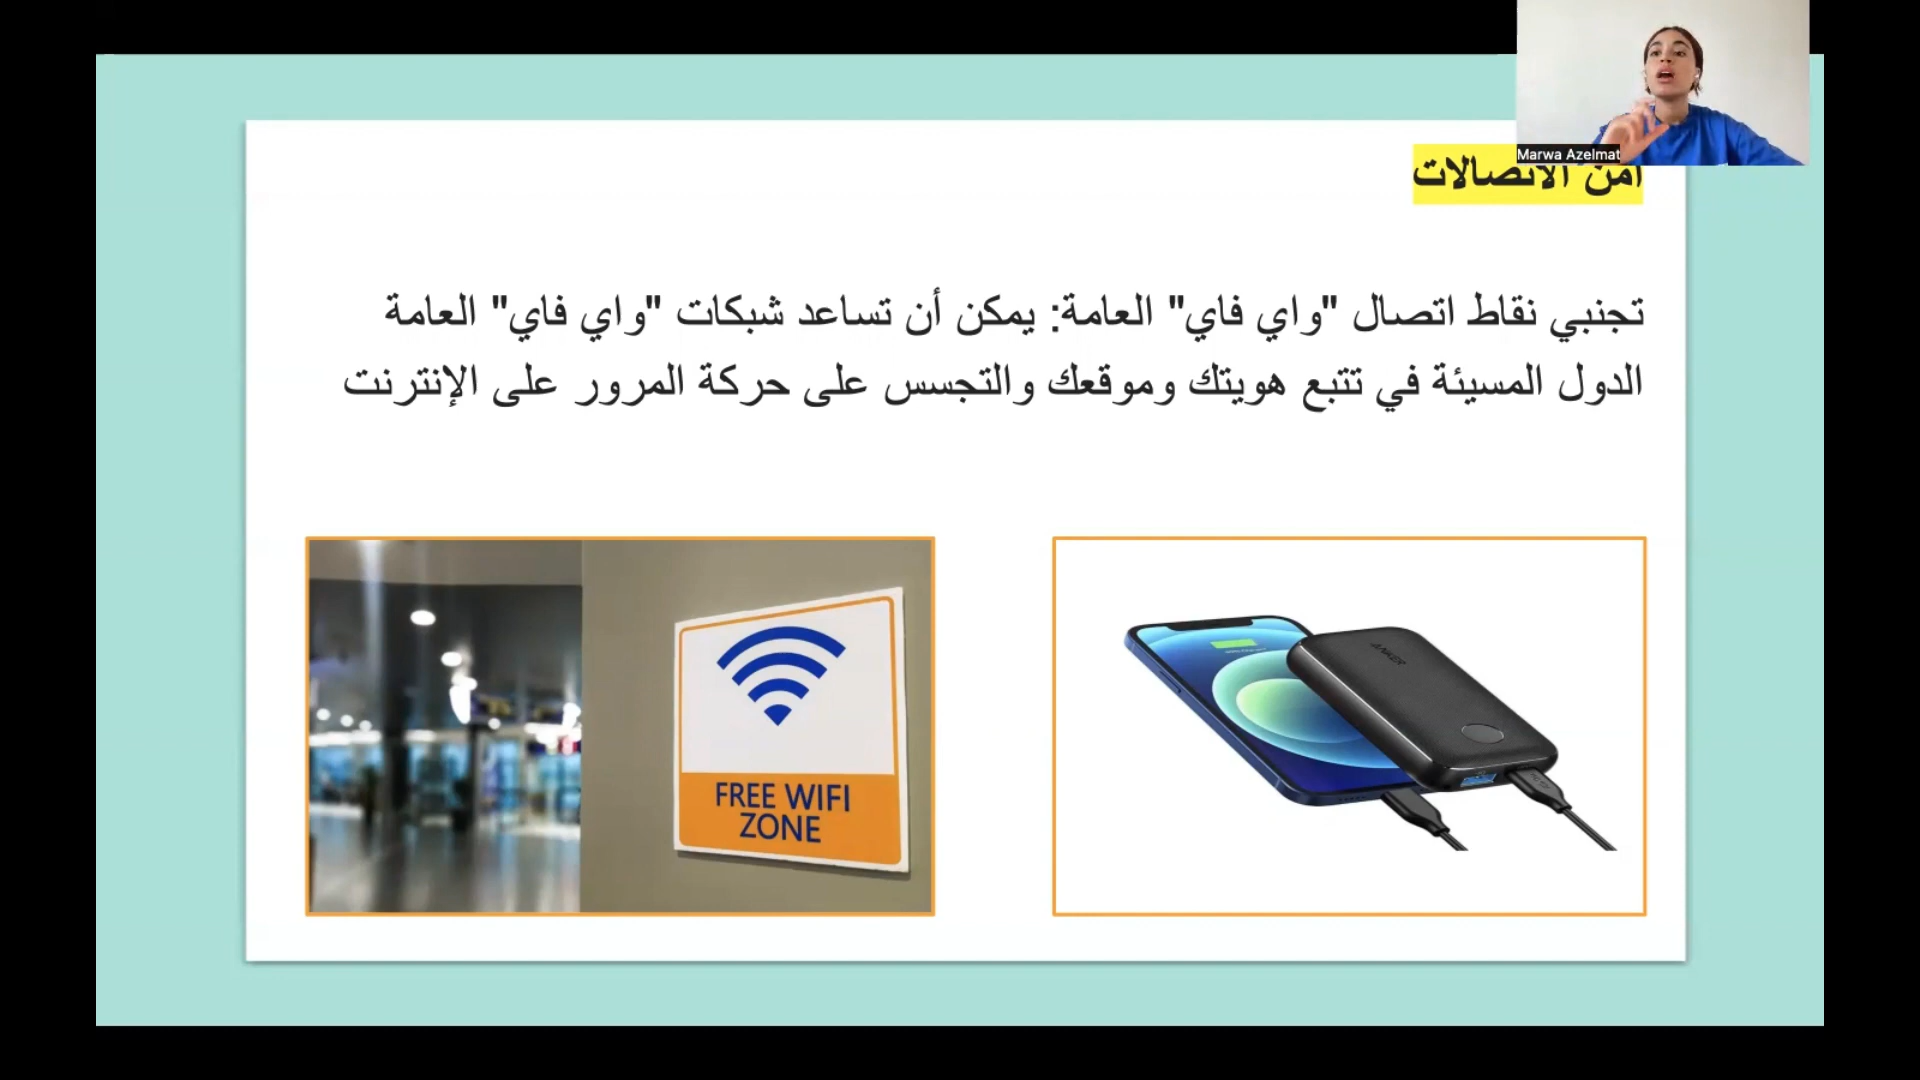 Marwa Azelmat
أمن الاتصالات
تجنبي نقاط اتصال "واي فاي" العامة: يمكن أن تساعد شبكات "واي فاي" العامة
الدول المسيئة في تتبع هويتك وموقعك والتجسس على حركة المرور على الإنترنت
FREE WIFI
ZONE
ANKER